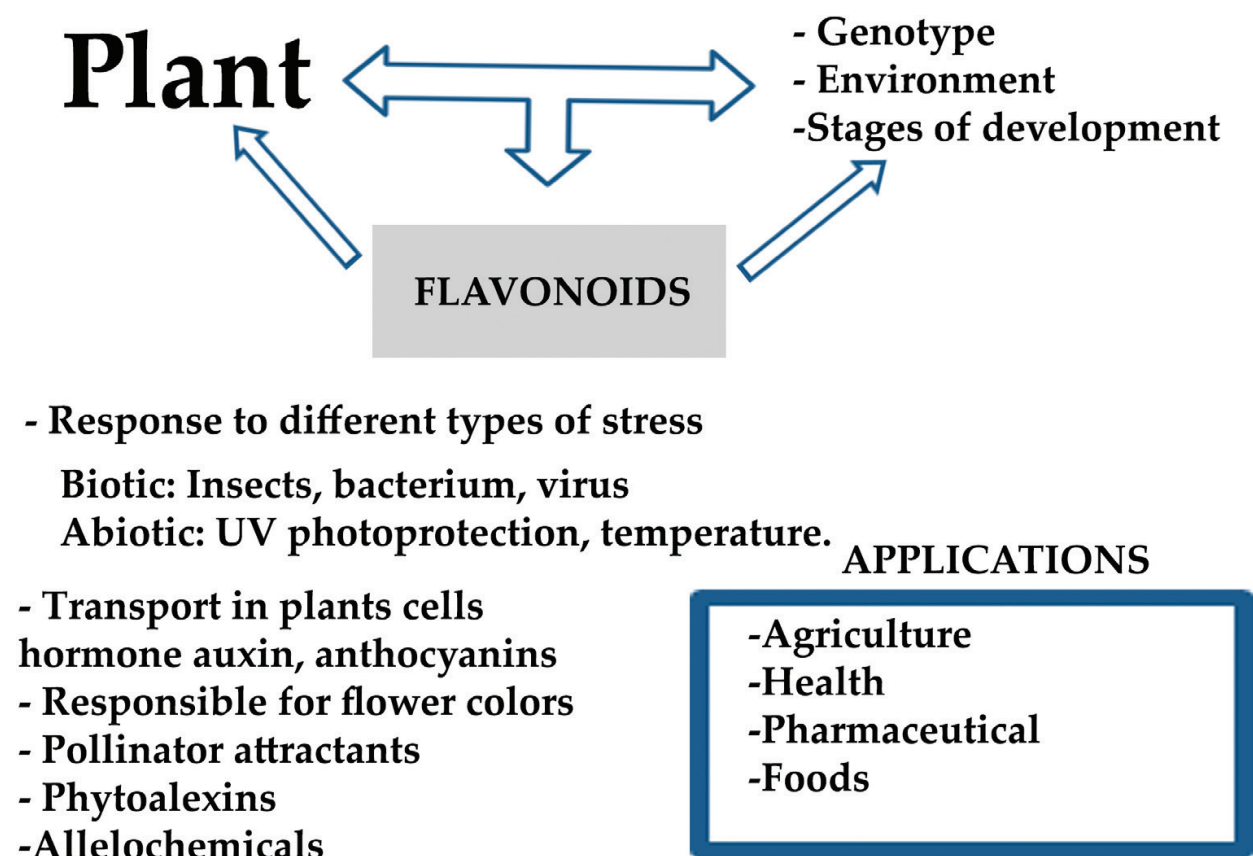 Plant
- Genotype
- Environment
-Stages of development
FLAVONOIDS
- Response to different types of stress
Biotic: Insects, bacterium, virus
Abiotic: UV photoprotection, temperature.
- Transport in plants cells
hormone auxin, anthocyanins
- Responsible for flower colors
- Pollinator attractants
- Phytoalexins
-Allelochemicals
APPLICATIONS
-Agriculture
-Health
-Pharmaceutical
-Foods